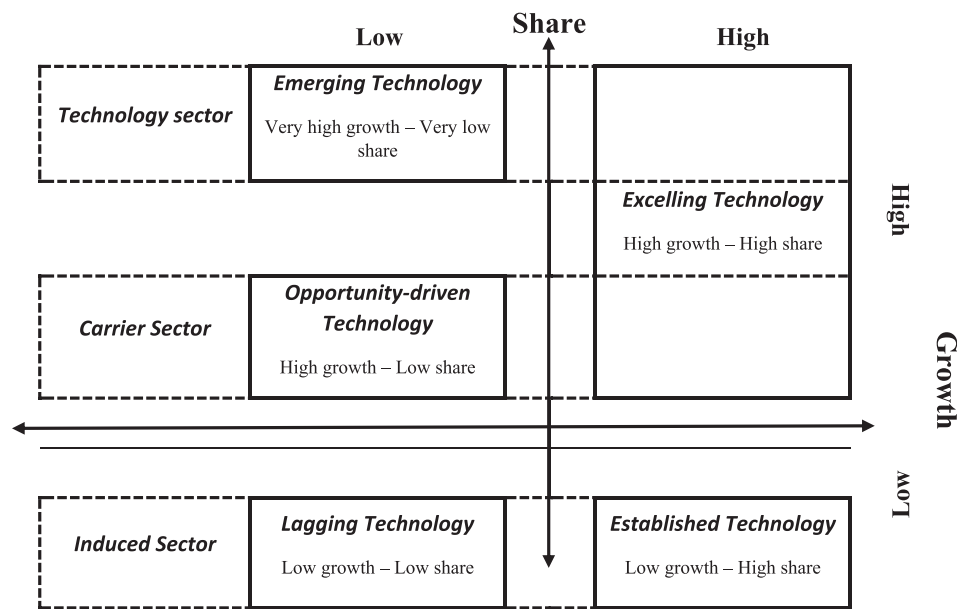 Share
Low
High
Technology sector
Emerging Technology
Very high growth – Very low
share
Excelling Technology
High growth – High share
High
Carrier Sector
Opportunity-driven
Technology
High growth – Low share
Growth
Low
Induced Sector
Lagging Technology
Low growth – Low share
Established Technology
Low growth – High share